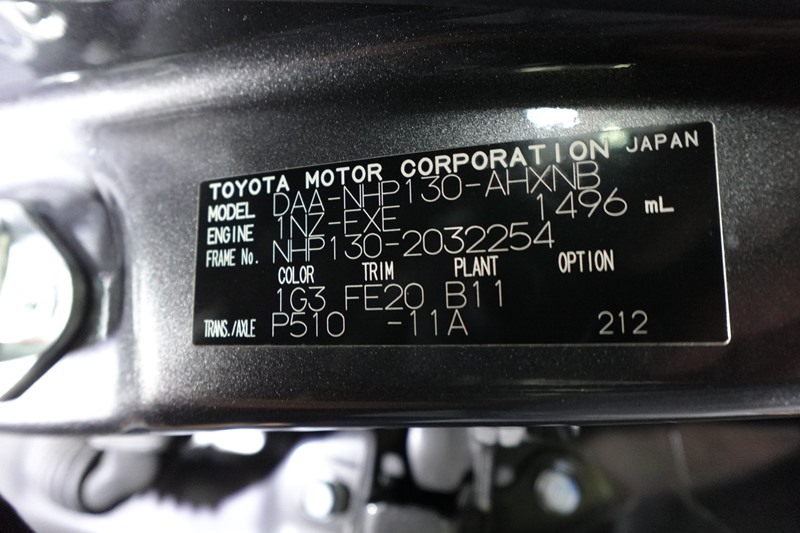 TOYOTA MOTOR CORPORATION JAPAN
MODEL DAA-NHP130-AHXNB
ENGINE 1NZ-EXE 1496 mL
FRAME No. NHP130-2032254
COLOR TRIM PLANT OPTION
1G3 FE20 B11
TRANS./AXLE P510 -11A 212